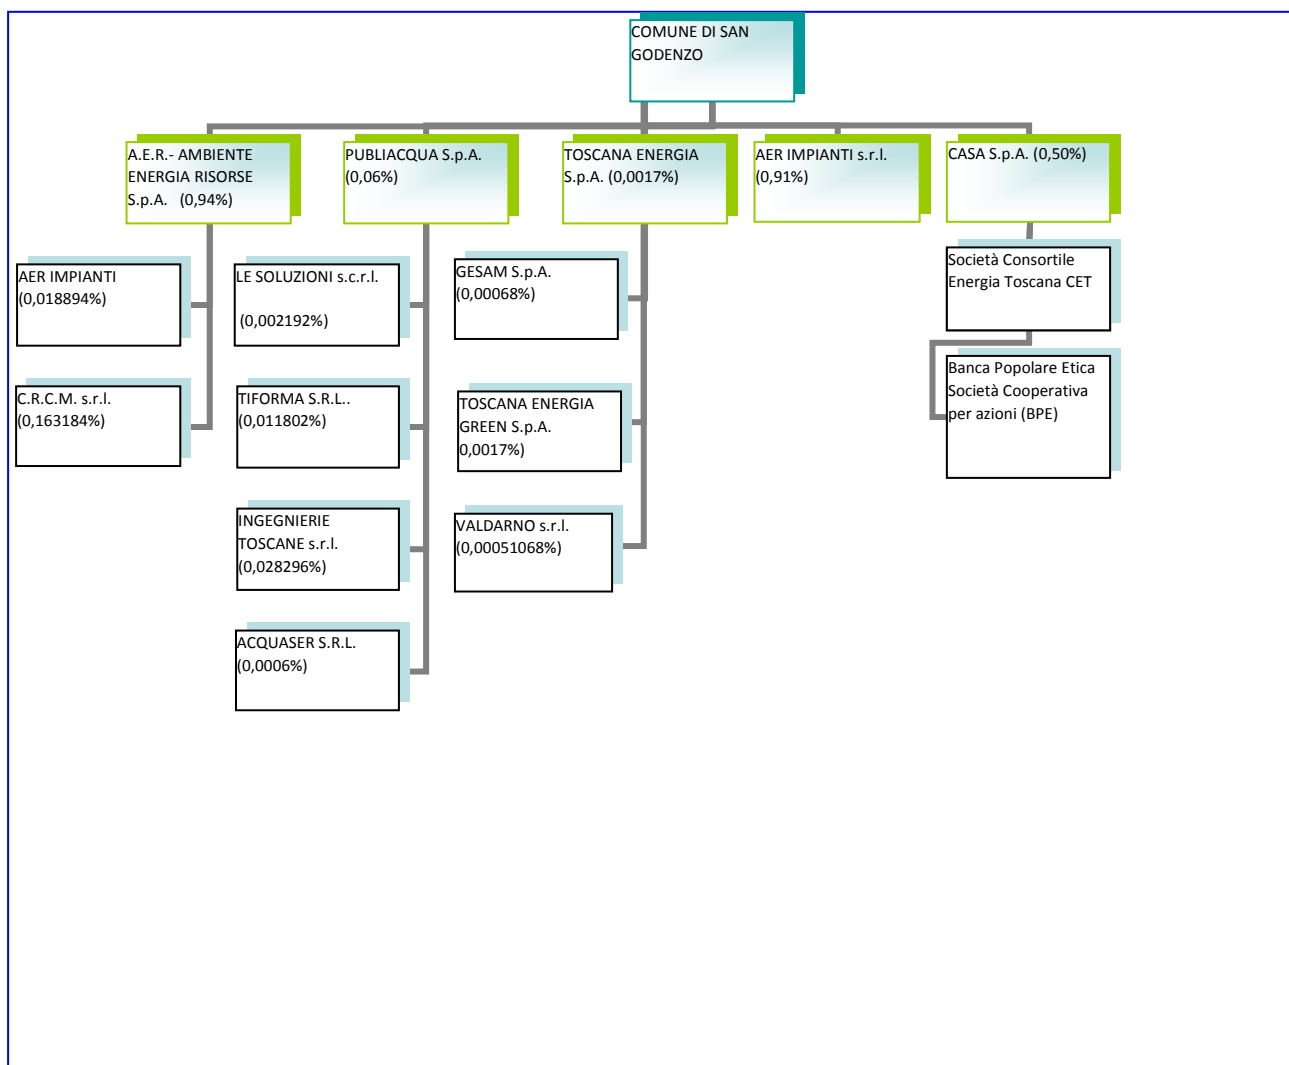 COMUNE DI SAN
GODENZO
A.E.R.- AMBIENTE
ENERGIA RISORSE
S.p.A. (0,94%)
PUBLIACQUA S.p.A.
(0,06%)
TOSCANA ENERGIA
S.p.A. (0,0017%)
AER IMPIANTI s.r.l.
(0,91%)
CASA S.p.A. (0,50%)
AER IMPIANTI
(0,018894%)
LE SOLUZIONI s.c.r.l.
(0,002192%)
GESAM S.p.A.
(0,00068%)
Società Consortile
Energia Toscana CET
C.R.C.M. s.r.l.
(0,163184%)
TIFORMA S.R.L..
(0,011802%)
TOSCANA ENERGIA
GREEN S.p.A.
0,0017%)
Banca Popolare Etica
Società Cooperativa
per azioni (BPE)
INGEGNIERIE
TOSCANE s.r.l.
(0,028296%)
VALDARNO s.r.l.
(0,00051068%)
ACQUASER S.R.L.
(0,0006%)